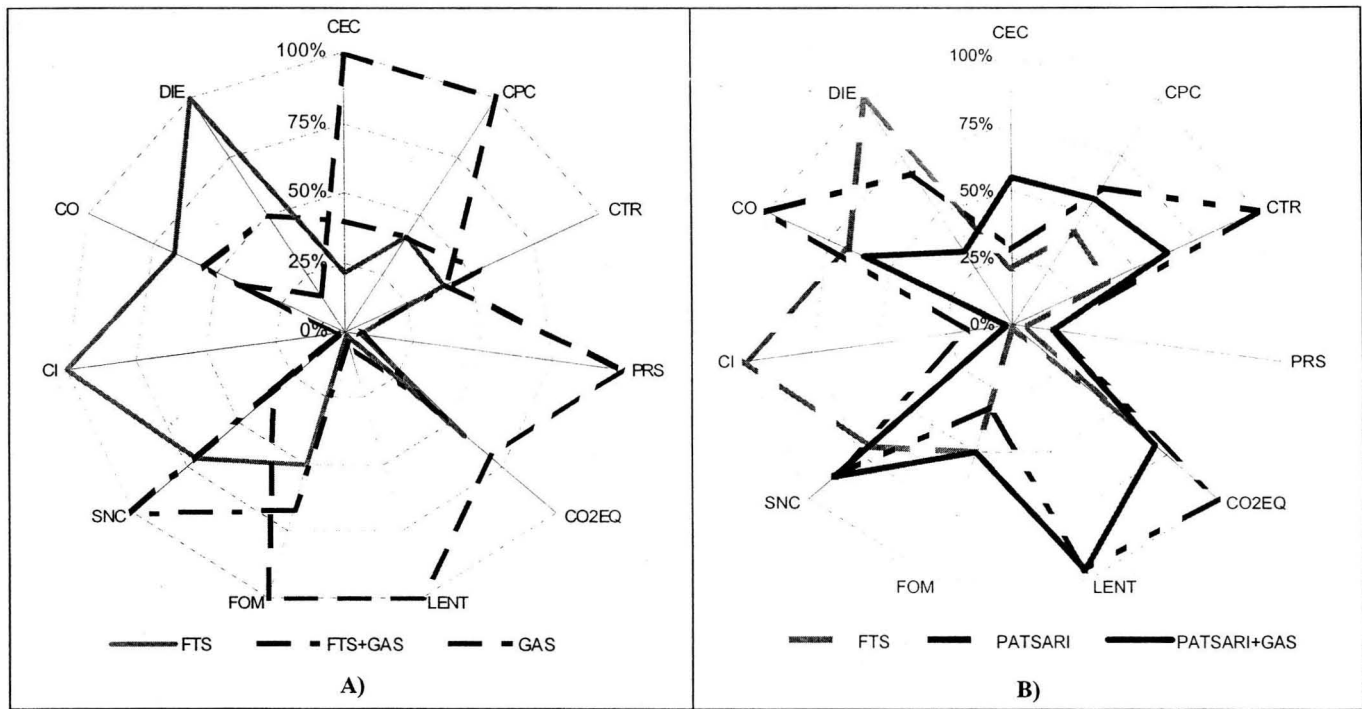 CEC
100%
DIE
CPC
75%
50%
CO
CTR
25%
0%
CI
PRS
SNC
CO2EQ
FOM
LENT
FTS
FTS+GAS
GAS
A)
CEC
100%
DIE
CPC
75%
50%
CO
CTR
25%
0%
CI
PRS
SNC
CO2EQ
LENT
FOM
FTS
PATSARI
PATSARI+GAS
B)